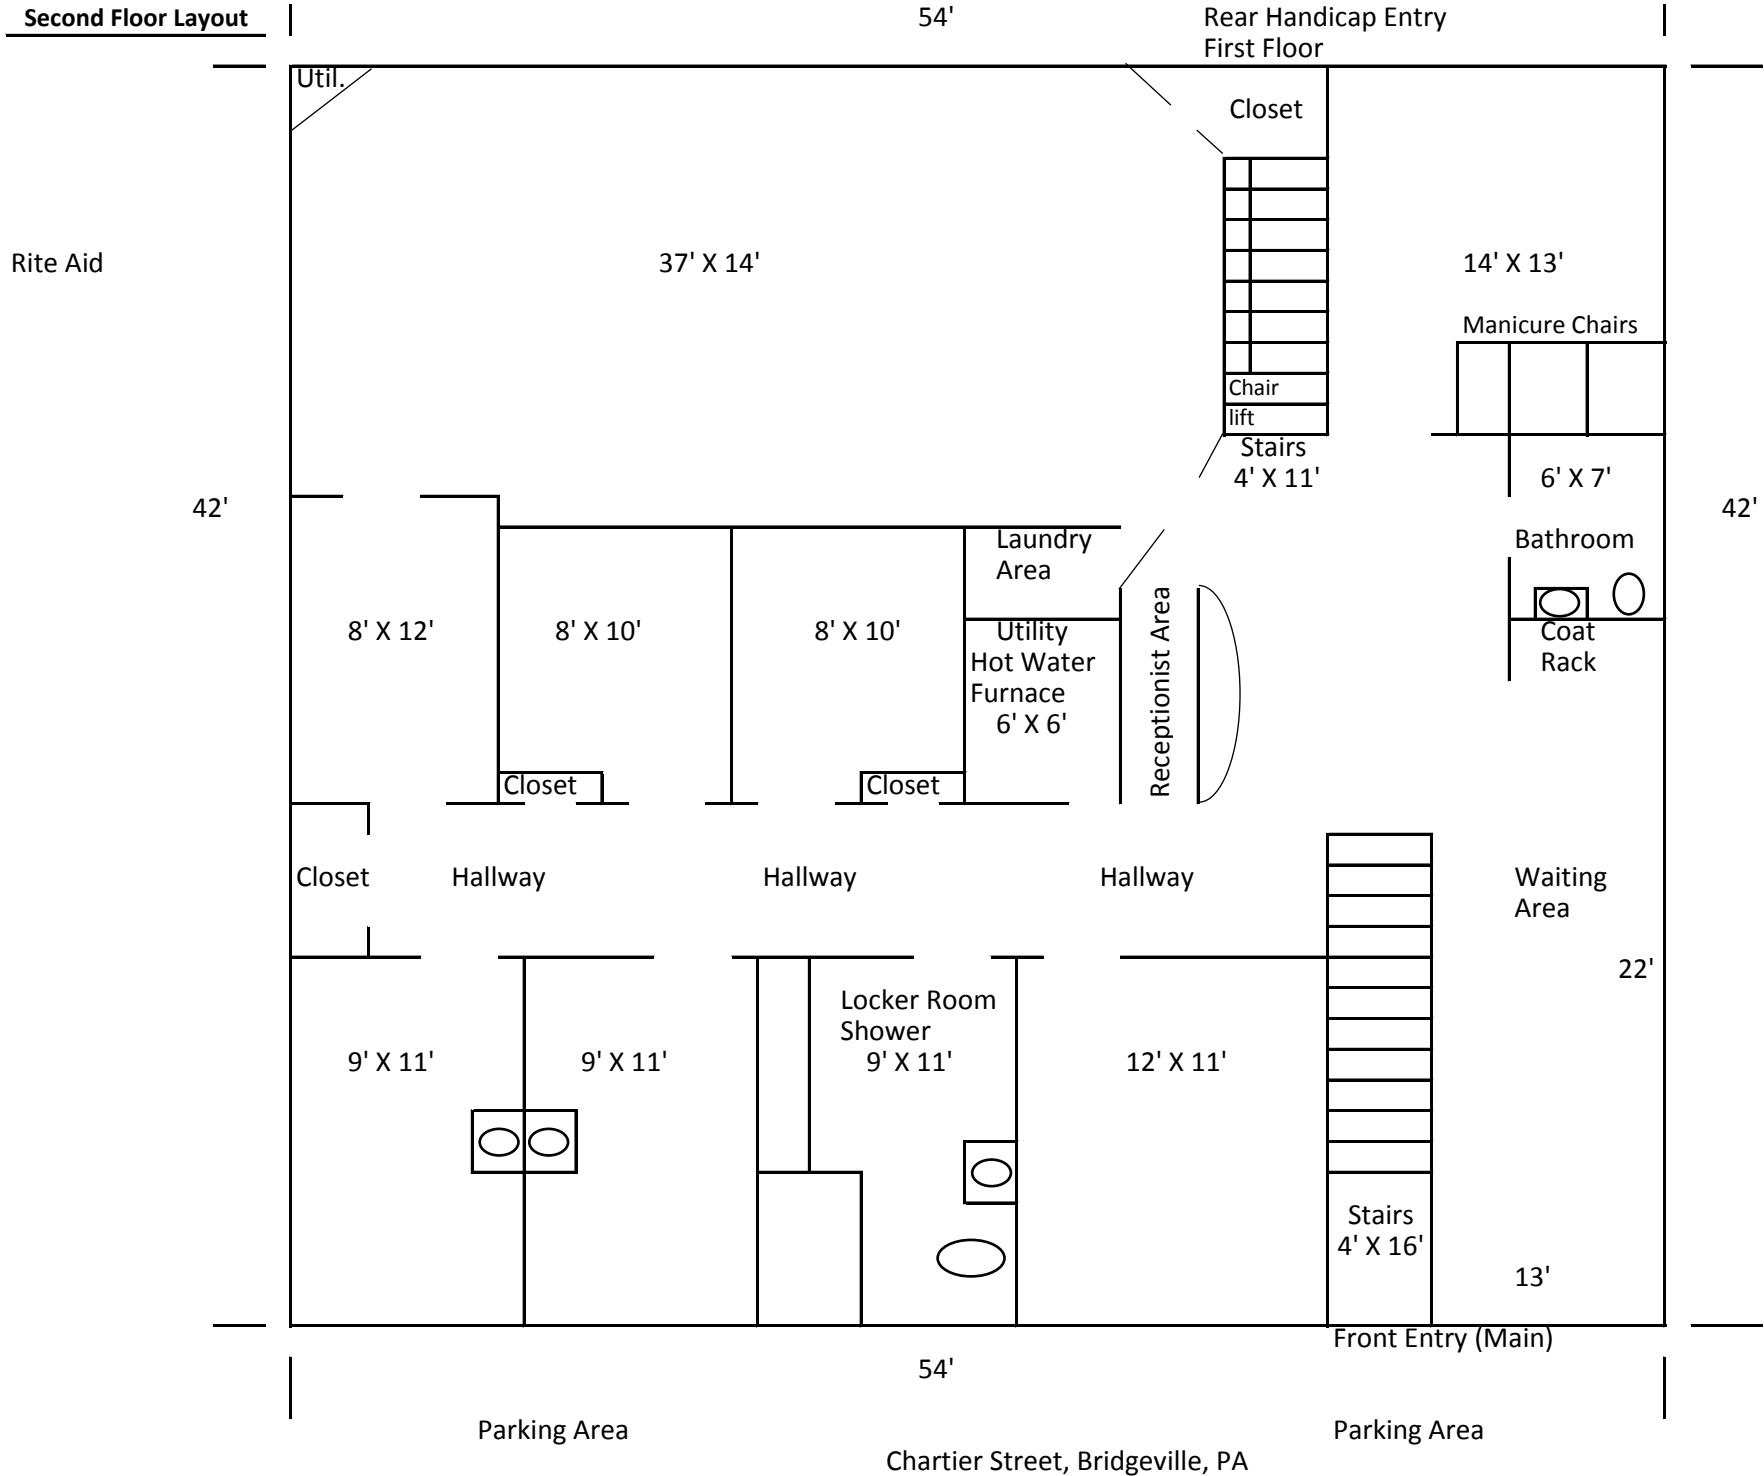 Second Floor Layout
54'
Rear Handicap Entry
First Floor
Util.
Closet
Rite Aid
37' X 14'
14' X 13'
Manicure Chairs
Chair
lift
Stairs
4' X 11'
6' X 7'
42'
42'
Bathroom
Laundry
Area
8' X 12'
8' X 10'
8' X 10'
Utility
Hot Water
Furnace
6' X 6'
Receptionist Area
Coat
Rack
Closet
Closet
Closet
Hallway
Hallway
Hallway
Waiting
Area
22'
Locker Room
Shower
9' X 11'
9' X 11'
9' X 11'
12' X 11'
Stairs
4' X 16'
13'
Front Entry (Main)
54'
Parking Area
Parking Area
Chartier Street, Bridgeville, PA